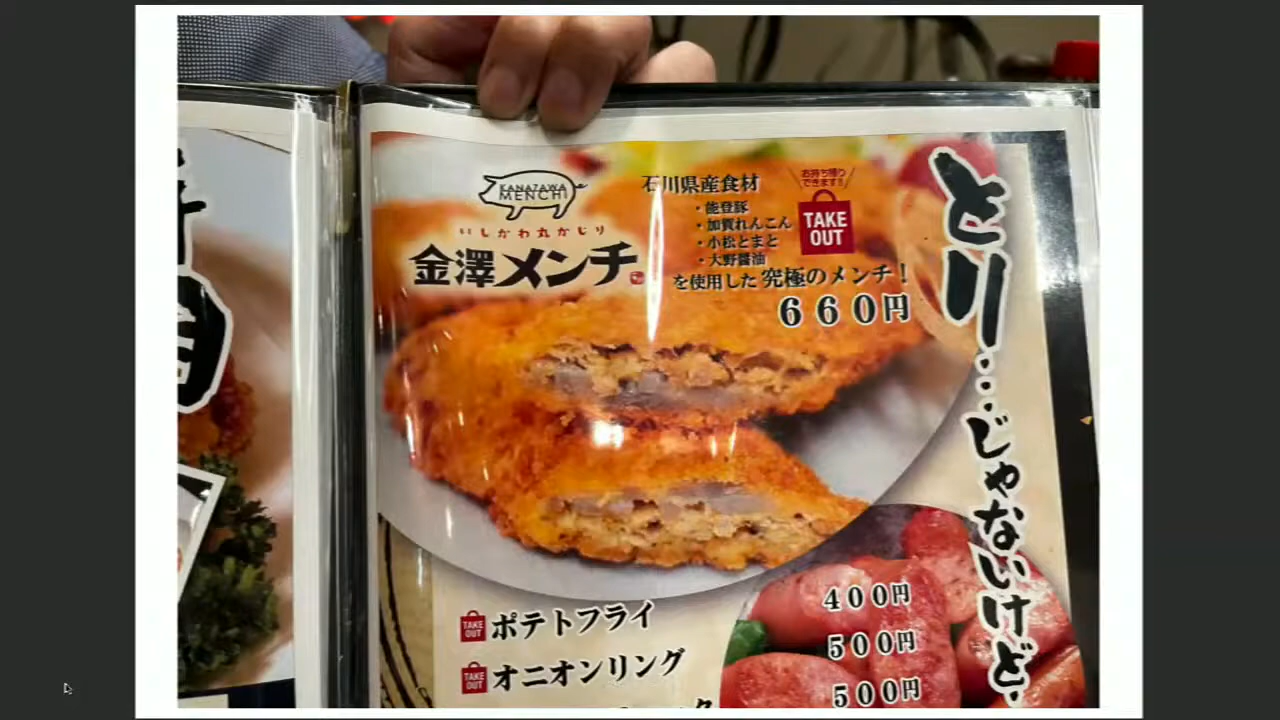 KANAZAWA
MENCHI
いしかわ丸かじり
金澤メンチ
石川県産食材
・能登豚
・加賀れんこん
・小松とまと
・大野醤油
を使用した究極のメンチ！
660円
お持ち帰り
できます!!
TAKE
OUT
とり…じゃないけど。
TAKE
OUT
ポテトフライ
400円
TAKE
OUT
オニオンリング
500円
500円